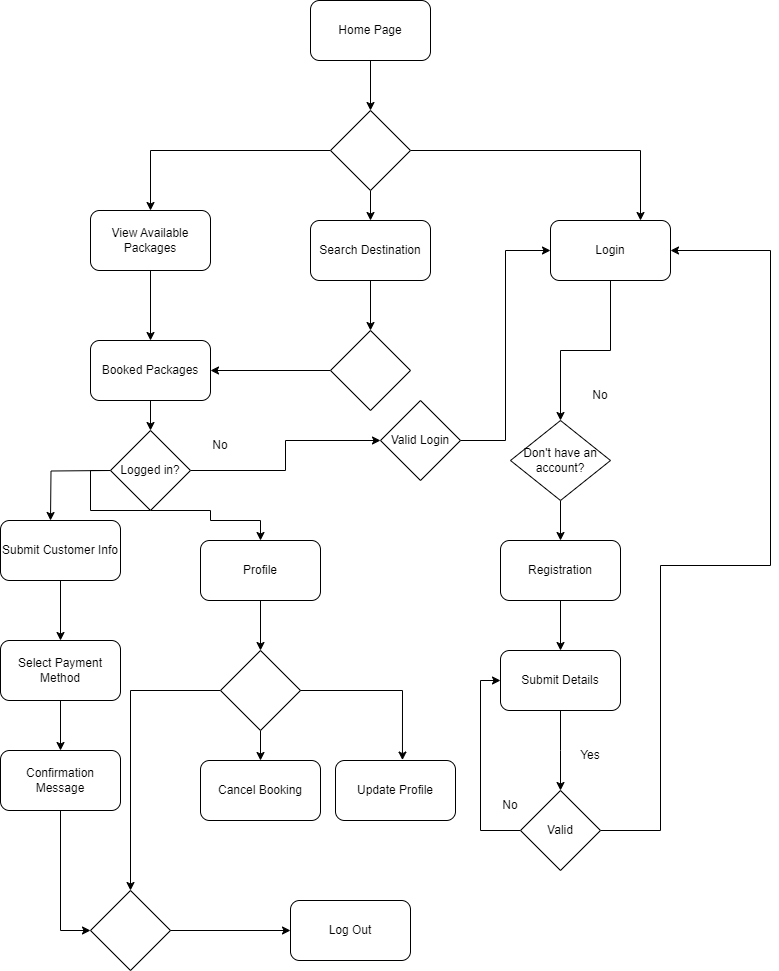 Home Page
View Available
Packages
Search Destination
Login
Booked Packages
No
Valid Login
No
Logged in?
Don't have an
account?
Submit Customer Info
Profile
Registration
Select Payment
Method
Submit Details
Confirmation
Message
Cancel Booking
Update Profile
Yes
No
Valid
Log Out